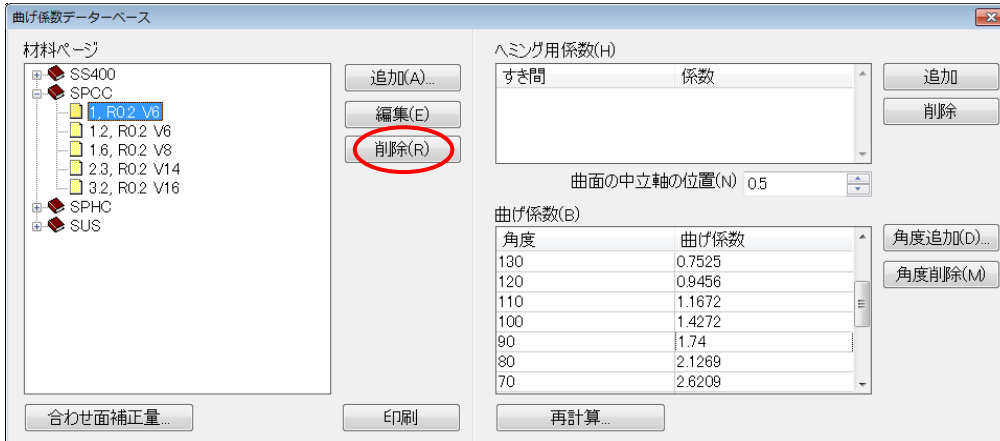 曲げ係数データーベース
材料ページ
SS400
SPCC
1, R0.2 V6
1.2, R0.2 V6
1.6, R0.2 V8
2.3, R0.2 V14
3.2, R0.2 V16
SPHC
SUS
追加(A)...
編集(E)
削除(R)
合わせ面補正量...
印刷
ヘミング用係数(H)
すき間 係数
追加
削除
曲面の中立軸の位置(N) 0.5
曲げ係数(B)
角度 曲げ係数
130 0.7525
120 0.9456
110 1.1672
100 1.4272
90 1.74
80 2.1269
70 2.6209
角度追加(D)...
角度削除(M)
再計算...